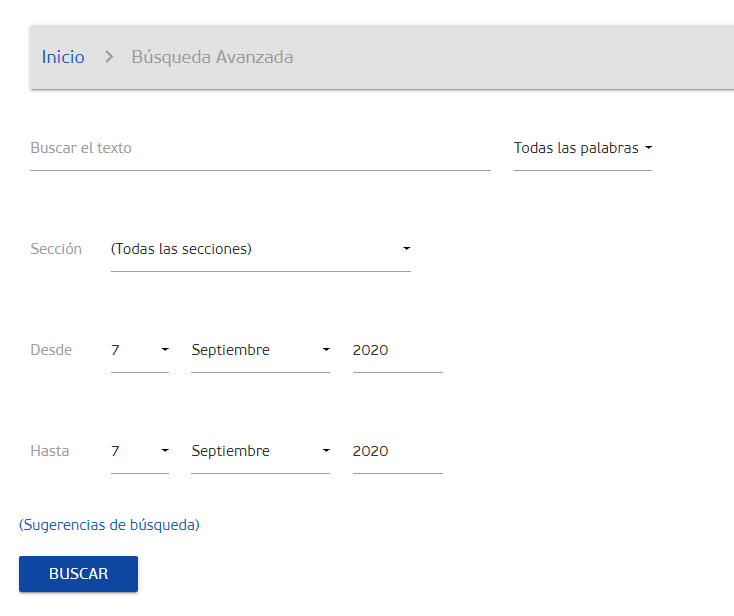 Inicio > Búsqueda Avanzada
Buscar el texto Todas las palabras
Sección (Todas las secciones)
Desde 7 Septiembre 2020
Hasta 7 Septiembre 2020
(Sugerencias de búsqueda)
BUSCAR